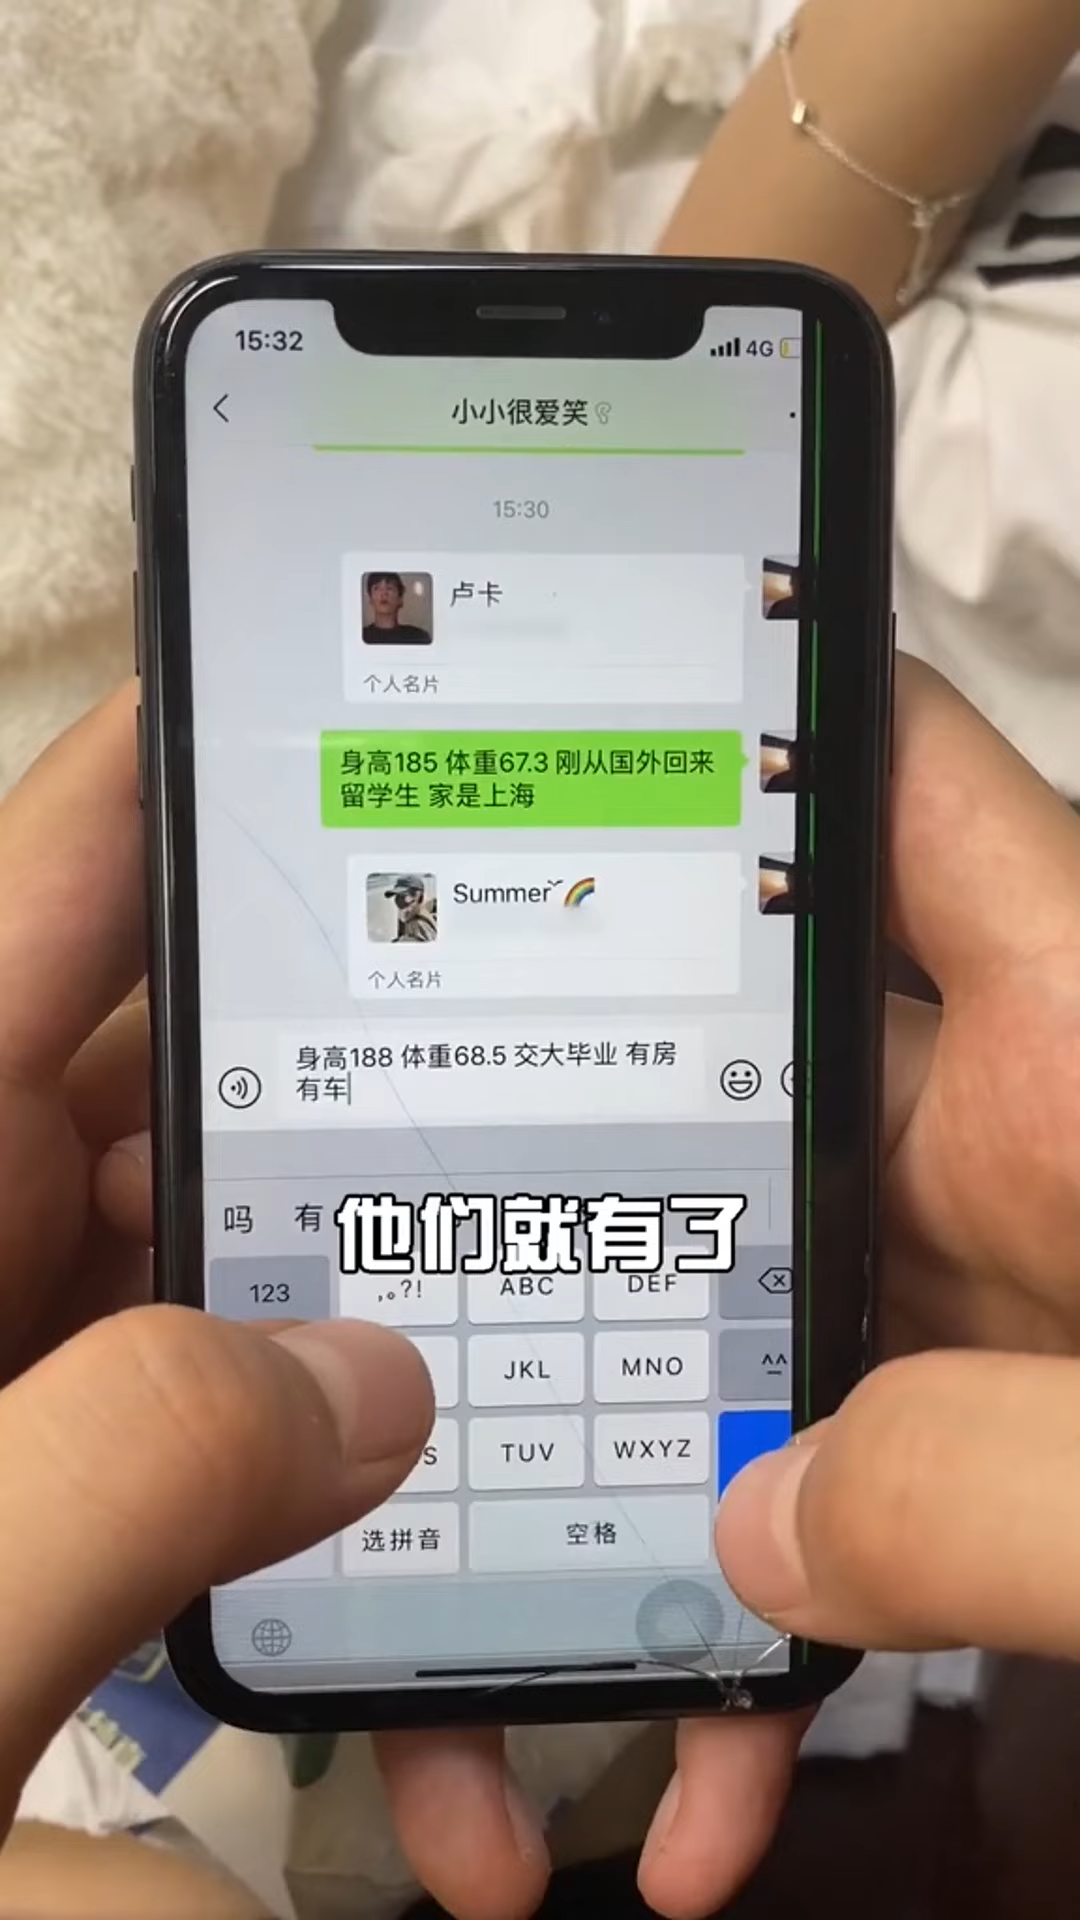 15:32
4G
小小很爱笑
15:30
卢卡
个人名片
身高185 体重67.3 刚从国外回来
留学生 家是上海
Summer
个人名片
身高188 体重68.5 交大毕业 有房
有车
吗 有
他们就有了
123 ,。?! ABC DEF
JKL MNO ^^
S TUV WXYZ
选拼音 空格